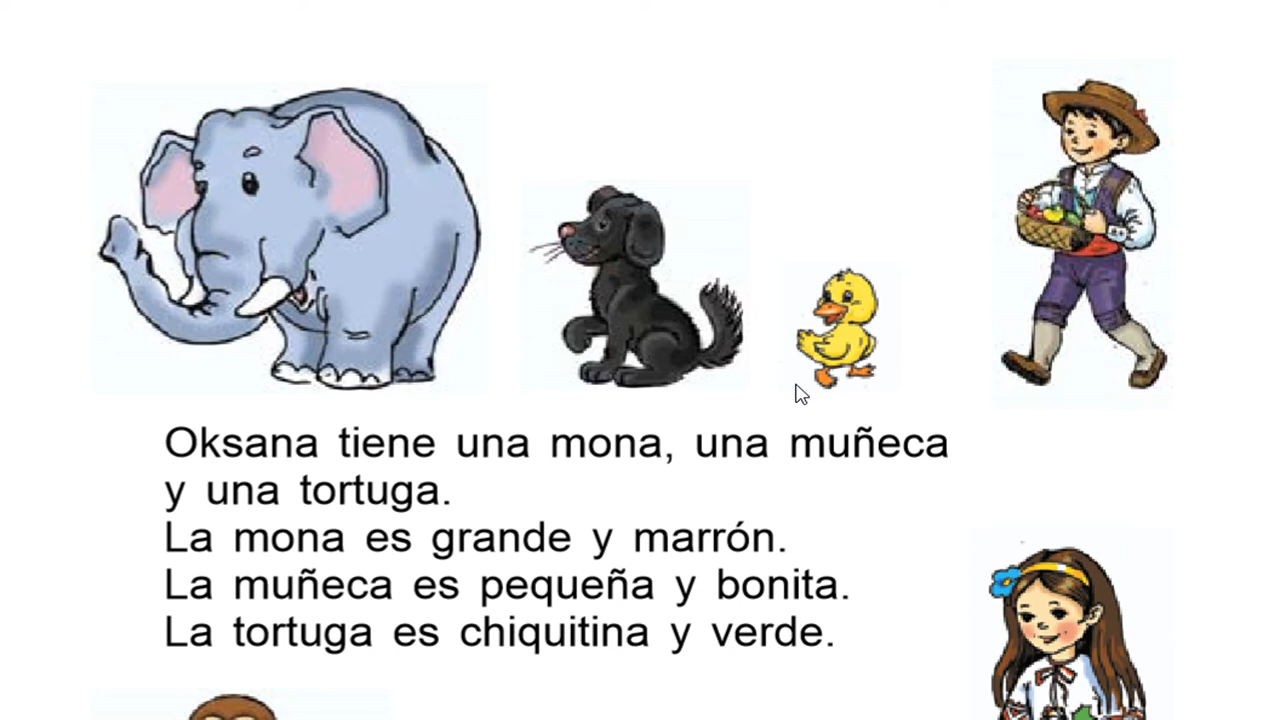 Oksana tiene una mona, una muñeca
y una tortuga.
La mona es grande y marrón.
La muñeca es pequeña y bonita.
La tortuga es chiquitina y verde.